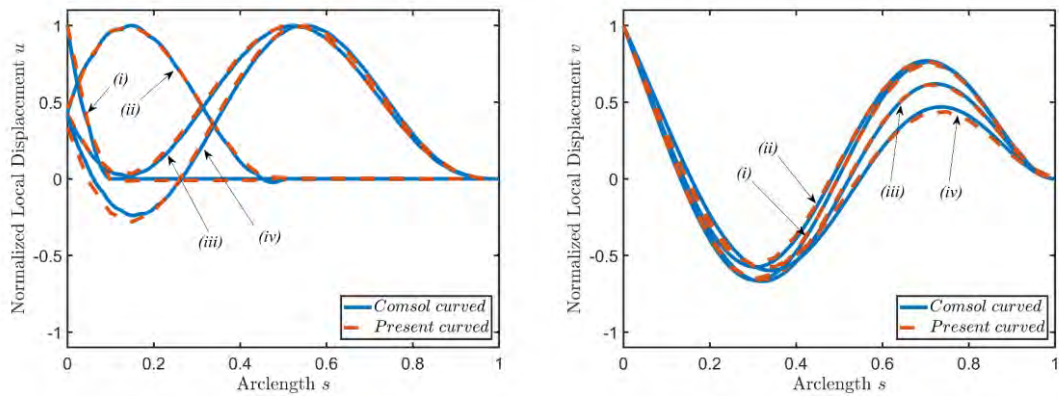 Normalized Local Displacement u
1
0.5
0
-0.5
-1
(i)
(ii)
(iii)
(iv)
Comsol curved
Present curved
0
0.2
0.4
0.6
0.8
1
Arclength s
Normalized Local Displacement v
1
0.5
0
-0.5
-1
(ii)
(i)
(iii)
(iv)
Comsol curved
Present curved
0
0.2
0.4
0.6
0.8
1
Arclength s